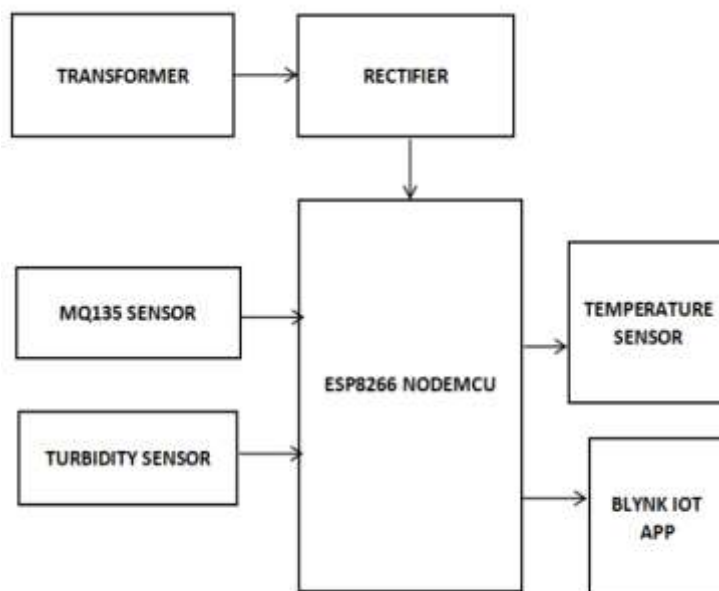 TRANSFORMER
RECTIFIER
MQ135 SENSOR
TEMPERATURE
SENSOR
ESP8266 NODEMCU
TURBIDITY SENSOR
BLYNK IOT
APP